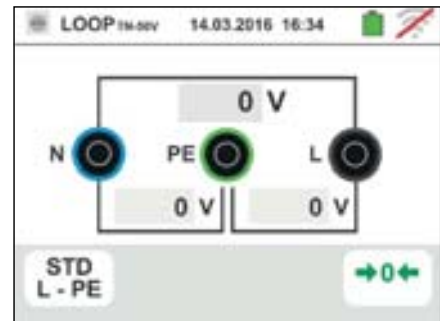 LOOP TN-50V 14.03.2016 16:34
0 V
N PE L
0 V 0 V
STD
L - PE
→0←